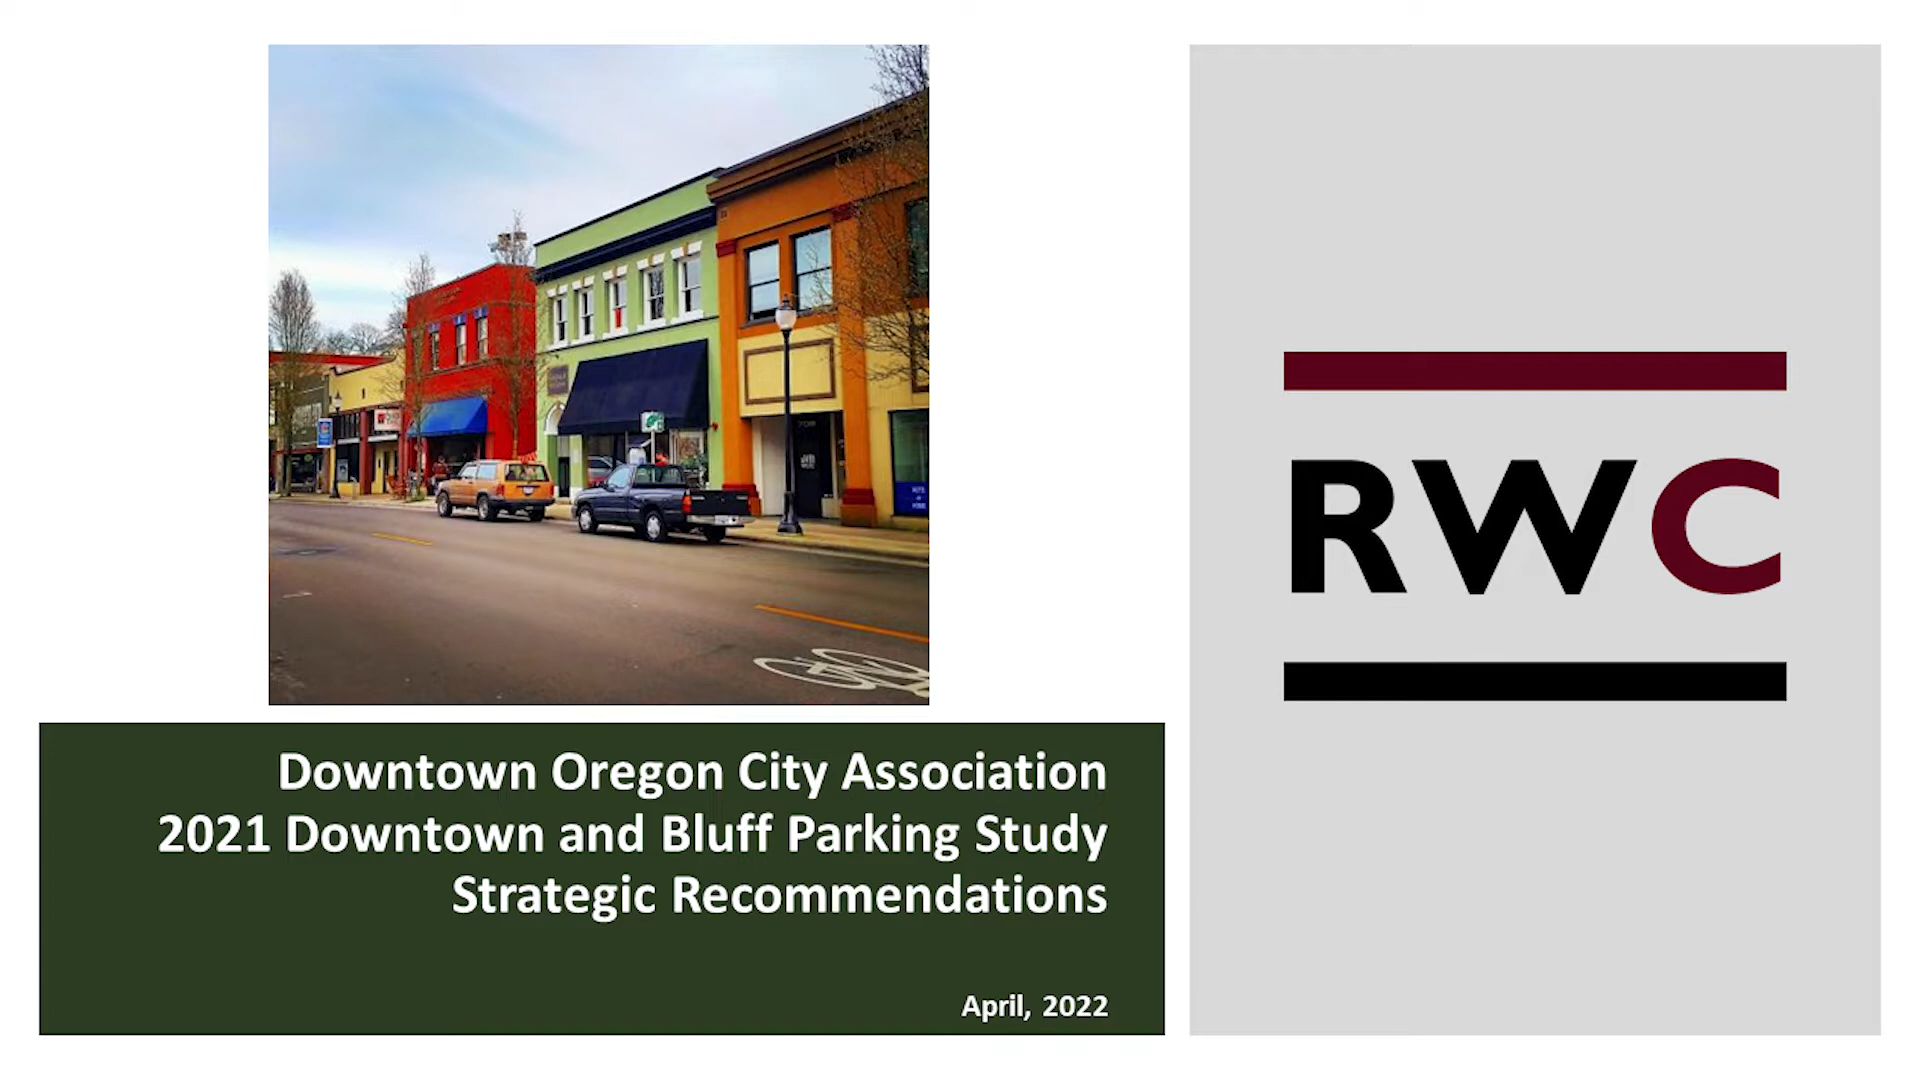 Downtown Oregon City Association
2021 Downtown and Bluff Parking Study
Strategic Recommendations
April, 2022
RWC